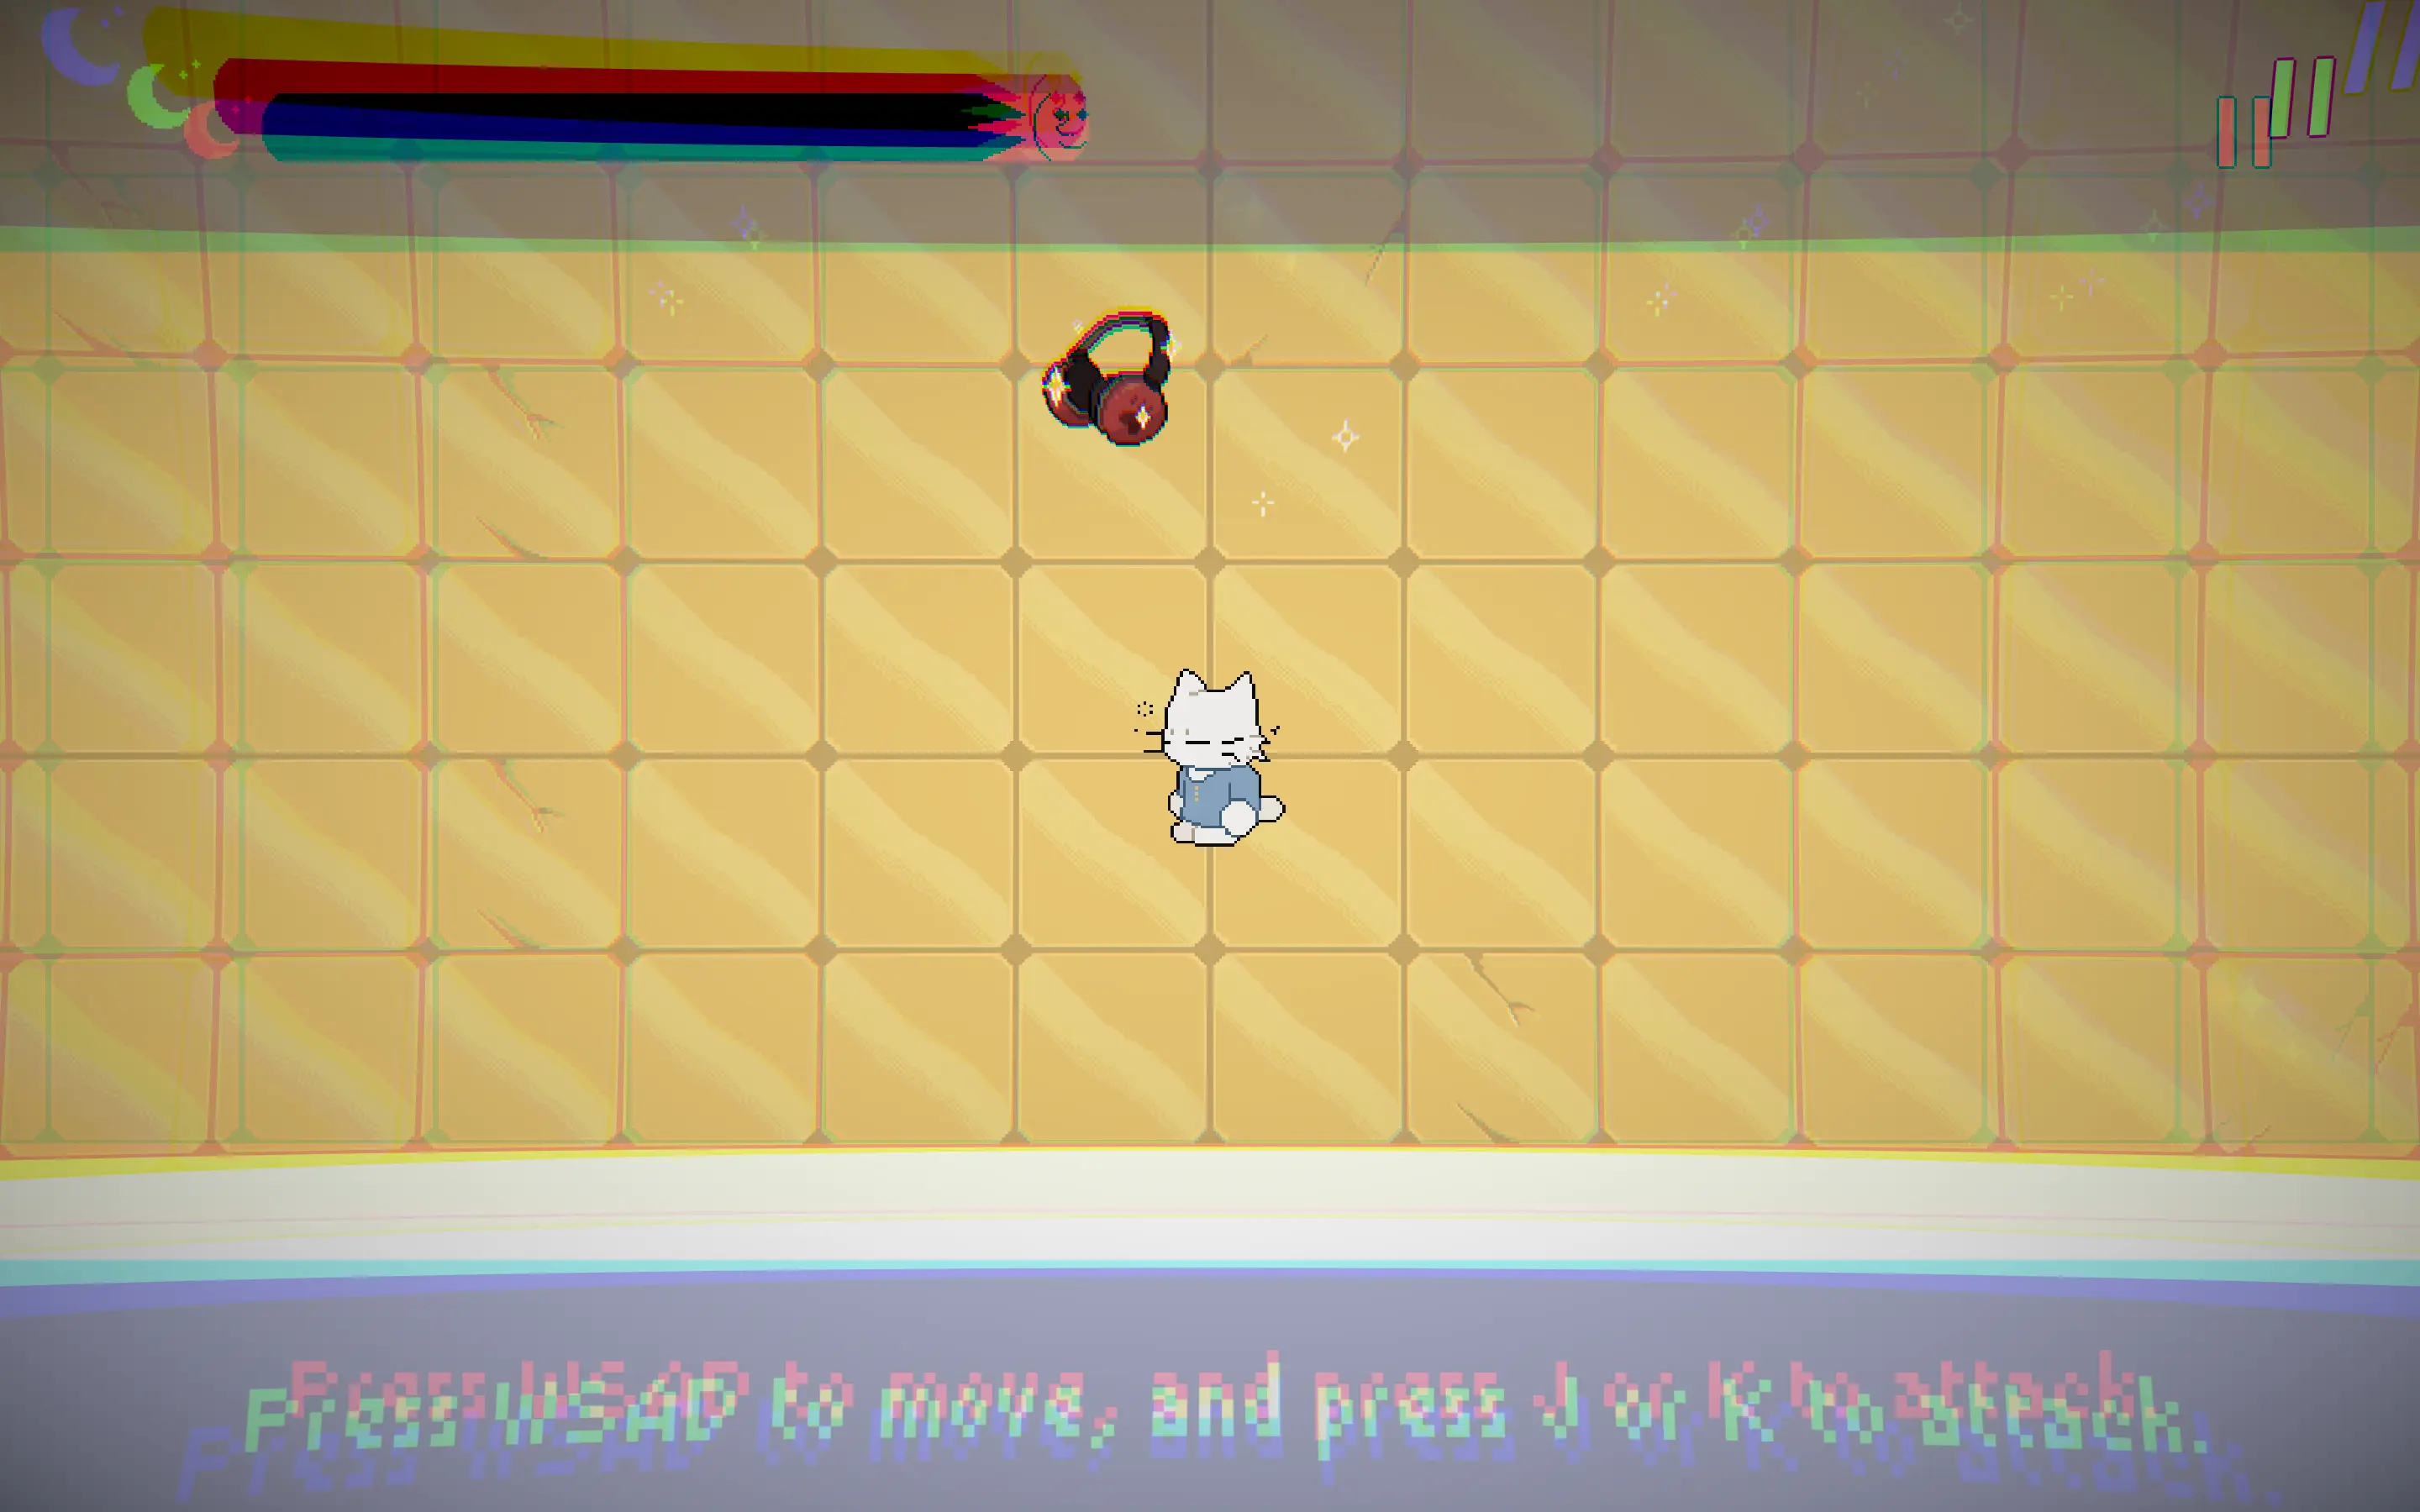 Press WSAD to move, and press J or K to attack.